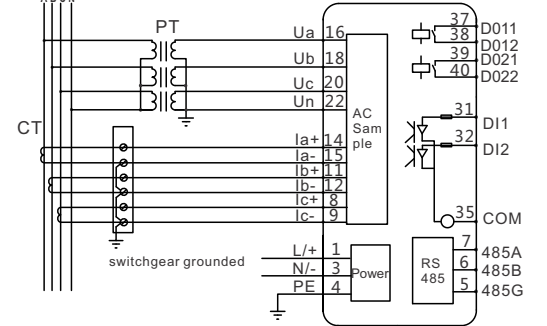 PT
CT
Ua 16
Ub 18
Uc 20
Un 22
Ia+ 14
Ia- 15
Ib+ 11
Ib- 12
Ic+ 8
Ic- 9
AC
Sam
ple
switchgear grounded
L/+ 1
N/- 3
PE 4
Power
37 D011
38 D012
39 D021
40 D022
31 DI1
32 DI2
35 COM
RS
485
7 485A
6 485B
5 485G